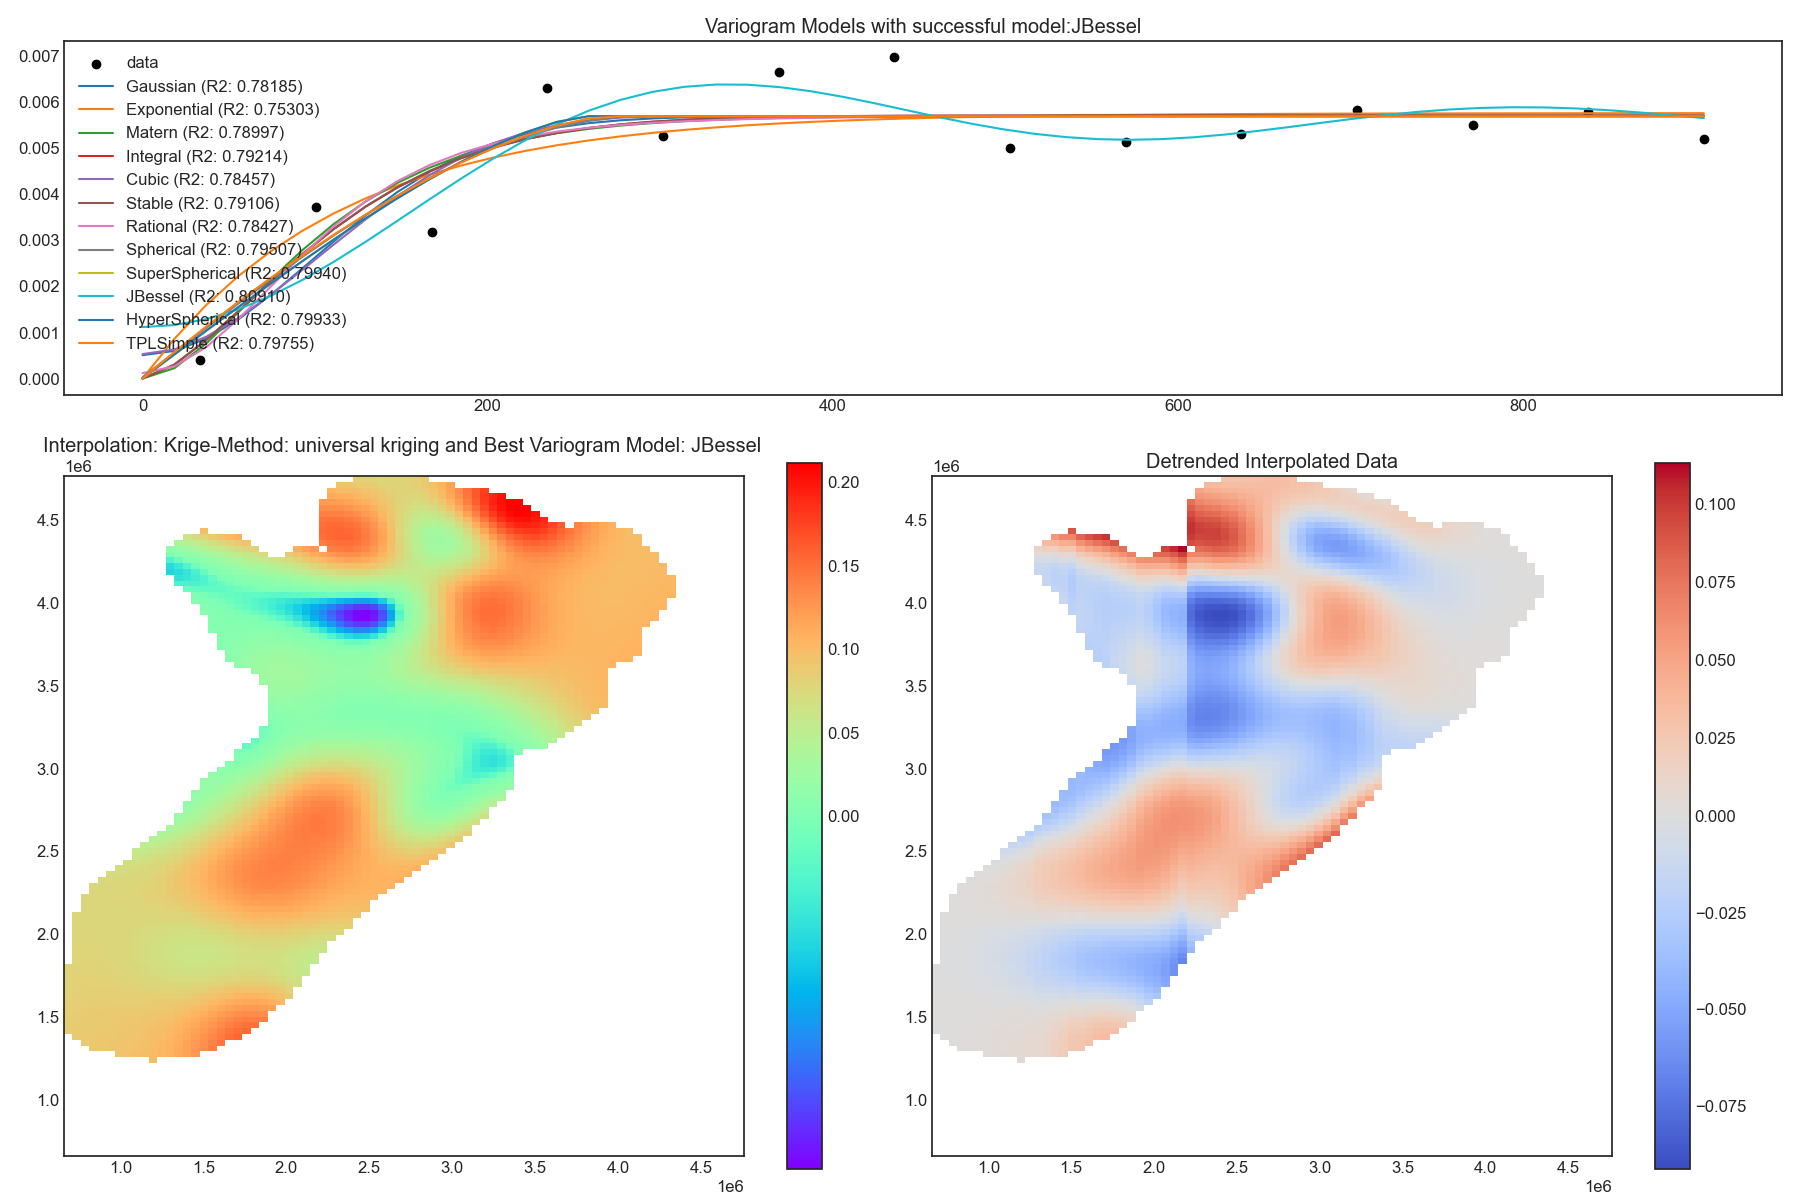 Variogram Models with successful model:JBessel
0.007
0.006
0.005
0.004
0.003
0.002
0.001
0.000
data
Gaussian (R2: 0.78185)
Exponential (R2: 0.75303)
Matern (R2: 0.78997)
Integral (R2: 0.79214)
Cubic (R2: 0.78457)
Stable (R2: 0.79106)
Rational (R2: 0.78427)
Spherical (R2: 0.79507)
SuperSpherical (R2: 0.79940)
JBessel (R2: 0.80910)
HyperSpherical (R2: 0.79933)
TPLSimple (R2: 0.79755)
0 200 400 600 800
Interpolation: Krige-Method: universal kriging and Best Variogram Model: JBessel
1e6
4.5
4.0
3.5
3.0
2.5
2.0
1.5
1.0
1.0 1.5 2.0 2.5 3.0 3.5 4.0 4.5
1e6
0.20
0.15
0.10
0.05
0.00
Detrended Interpolated Data
1e6
4.5
4.0
3.5
3.0
2.5
2.0
1.5
1.0
1.0 1.5 2.0 2.5 3.0 3.5 4.0 4.5
1e6
0.100
0.075
0.050
0.025
0.000
−0.025
−0.050
−0.075